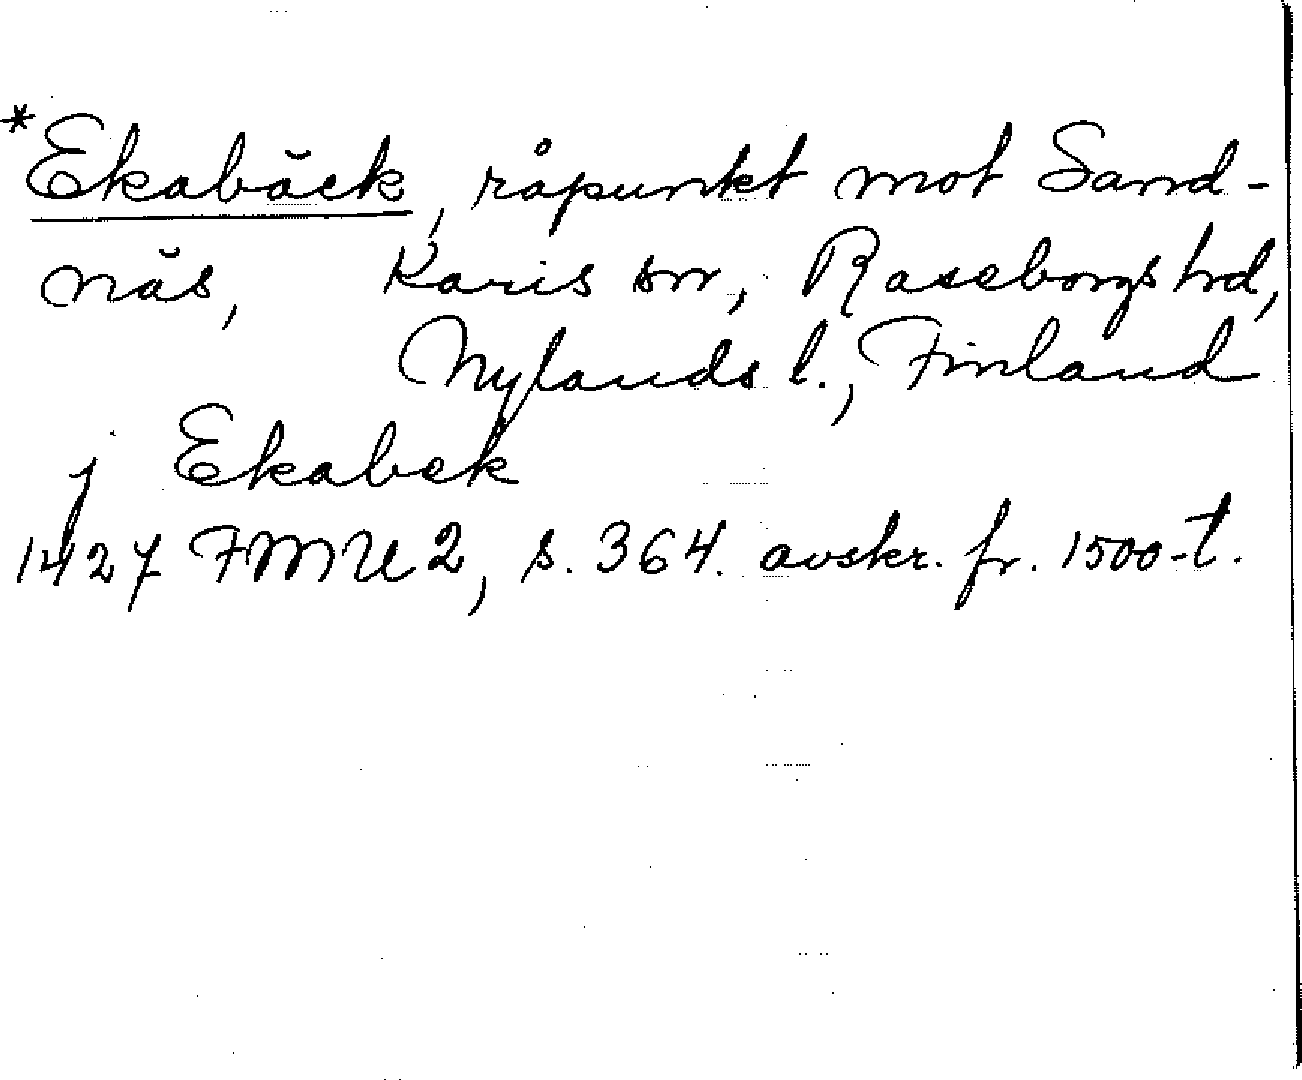 *Ekabäck, råpunkt mot Sand-
näs, Karis sn, Raseborgs hd,
Nylands l., Finland
j Ekabek
1427 FMU 2, s. 364. avskr. fr. 1500-t.